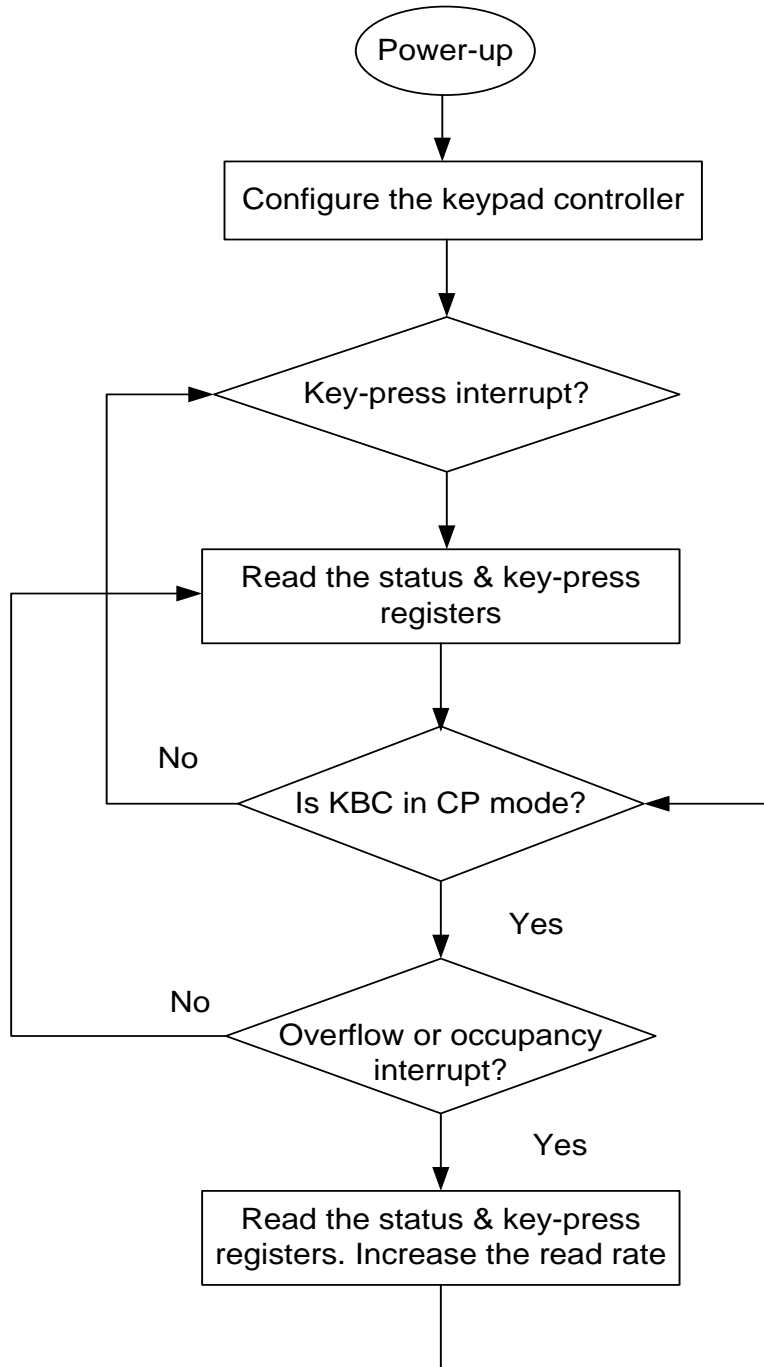 Power-up
Configure the keypad controller
Key-press interrupt?
Read the status & key-press
registers
No
Is KBC in CP mode?
Yes
No
Overflow or occupancy
interrupt?
Yes
Read the status & key-press
registers. Increase the read rate